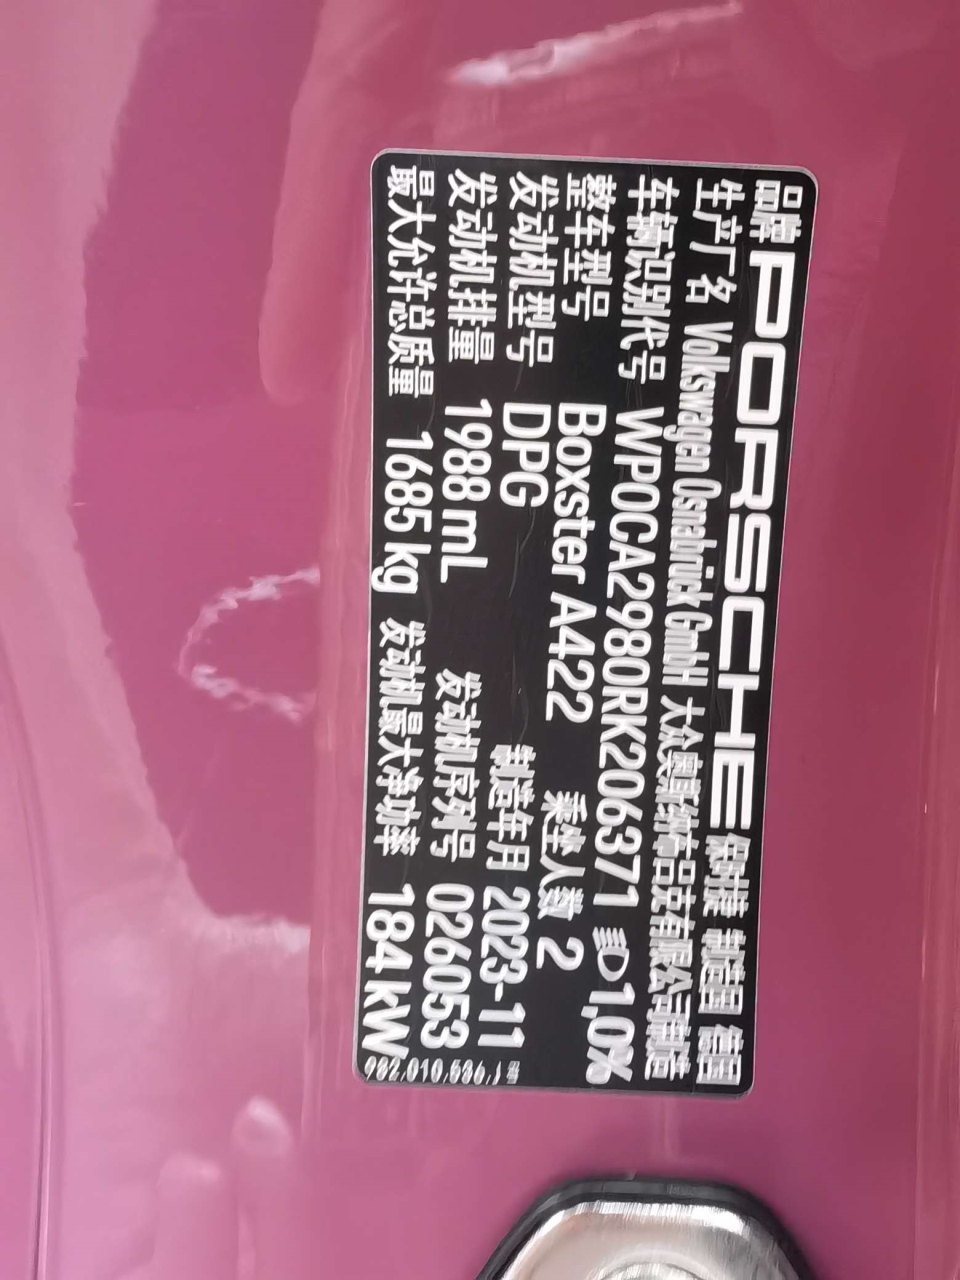 品牌 PORSCHE 保时捷 制造国 德国
生产厂名 Volkswagen Osnabrück GmbH 大众奥斯纳布吕克有限公司制造
车辆识别代号 WP0CA2980RK206371 1,0%
整车型号 Boxster A422 乘坐人数 2
发动机型号 DPG 制造年月 2023-11
发动机排量 1988 mL 发动机序列号 026053
最大允许总质量 1685 kg 发动机最大净功率 184 kW
982.010.536.J